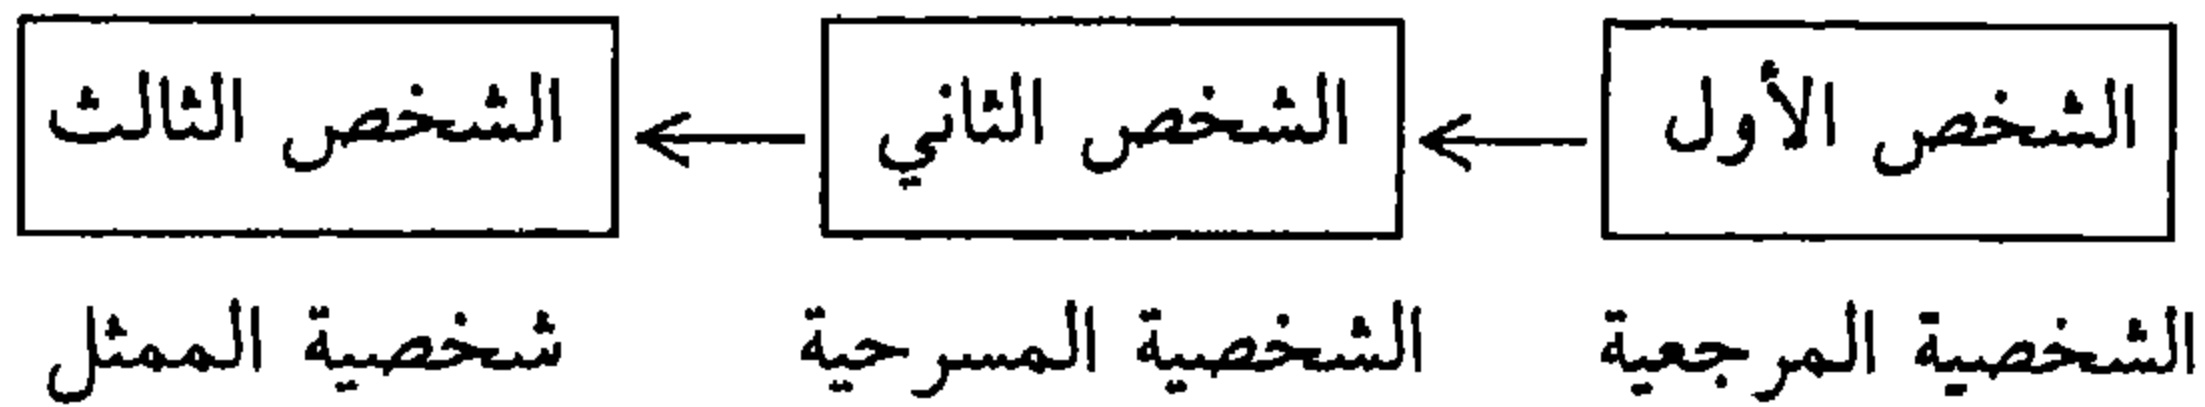 الشخص الأول ← الشخص الثاني ← الشخص الثالث
الشخصية المرجعية الشخصية المسرحية شخصية الممثل